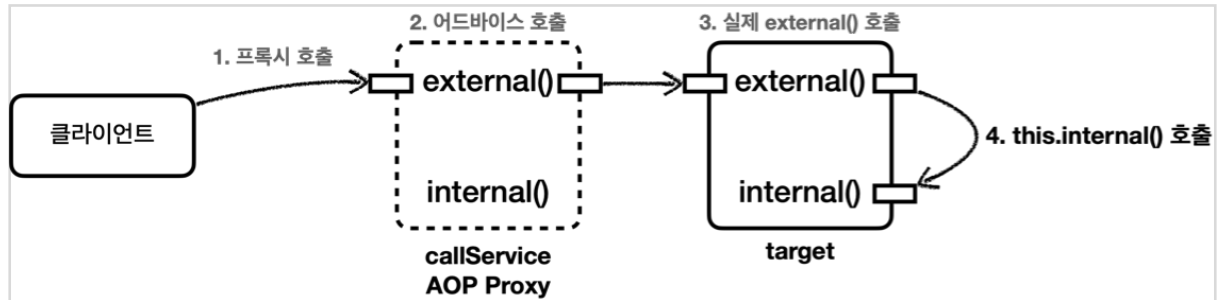 2. 어드바이스 호출
3. 실제 external() 호출
1. 프록시 호출
external()
external()
클라이언트
4. this.internal() 호출
internal()
internal()
callService
AOP Proxy
target